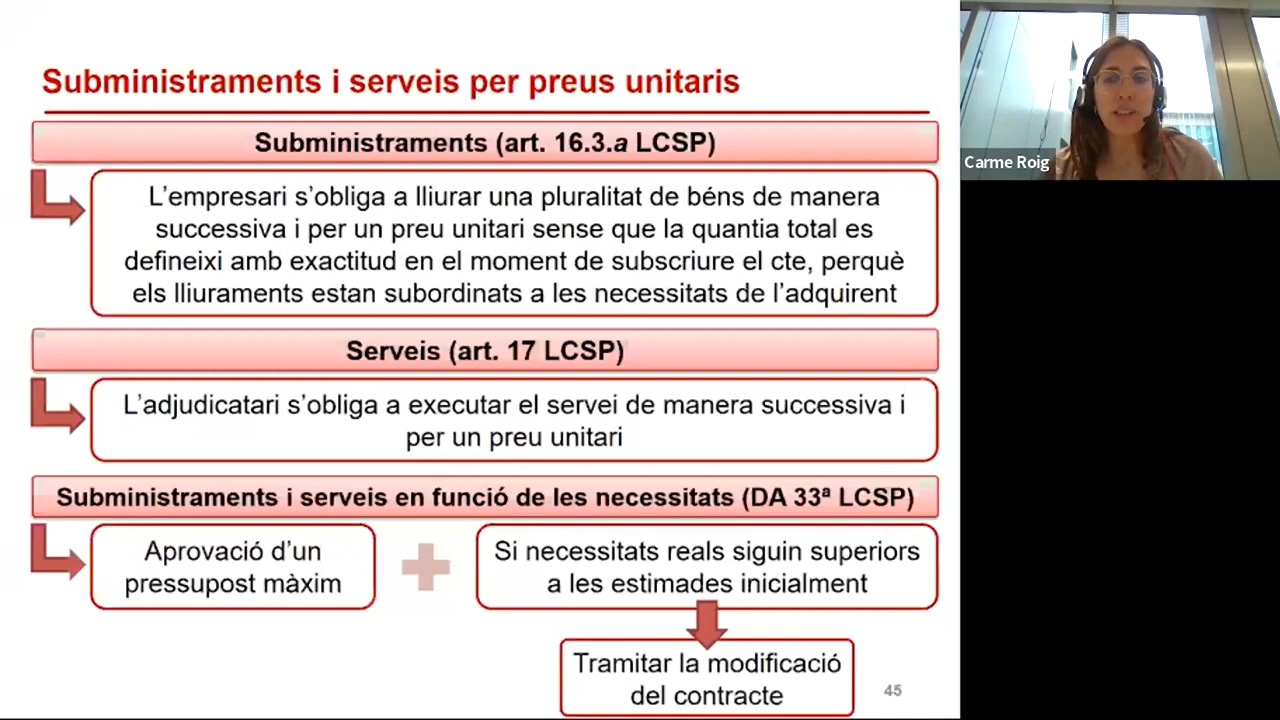 Subministraments i serveis per preus unitaris
Subministraments (art. 16.3.a LCSP)
L’empresari s’obliga a lliurar una pluralitat de béns de manera
successiva i per un preu unitari sense que la quantia total es
defineixi amb exactitud en el moment de subscriure el cte, perquè
els lliuraments estan subordinats a les necessitats de l’adquirent
Serveis (art. 17 LCSP)
L’adjudicatari s’obliga a executar el servei de manera successiva i
per un preu unitari
Subministraments i serveis en funció de les necessitats (DA 33ª LCSP)
Aprovació d’un
pressupost màxim
Si necessitats reals siguin superiors
a les estimades inicialment
Tramitar la modificació
del contracte
45
Carme Roig